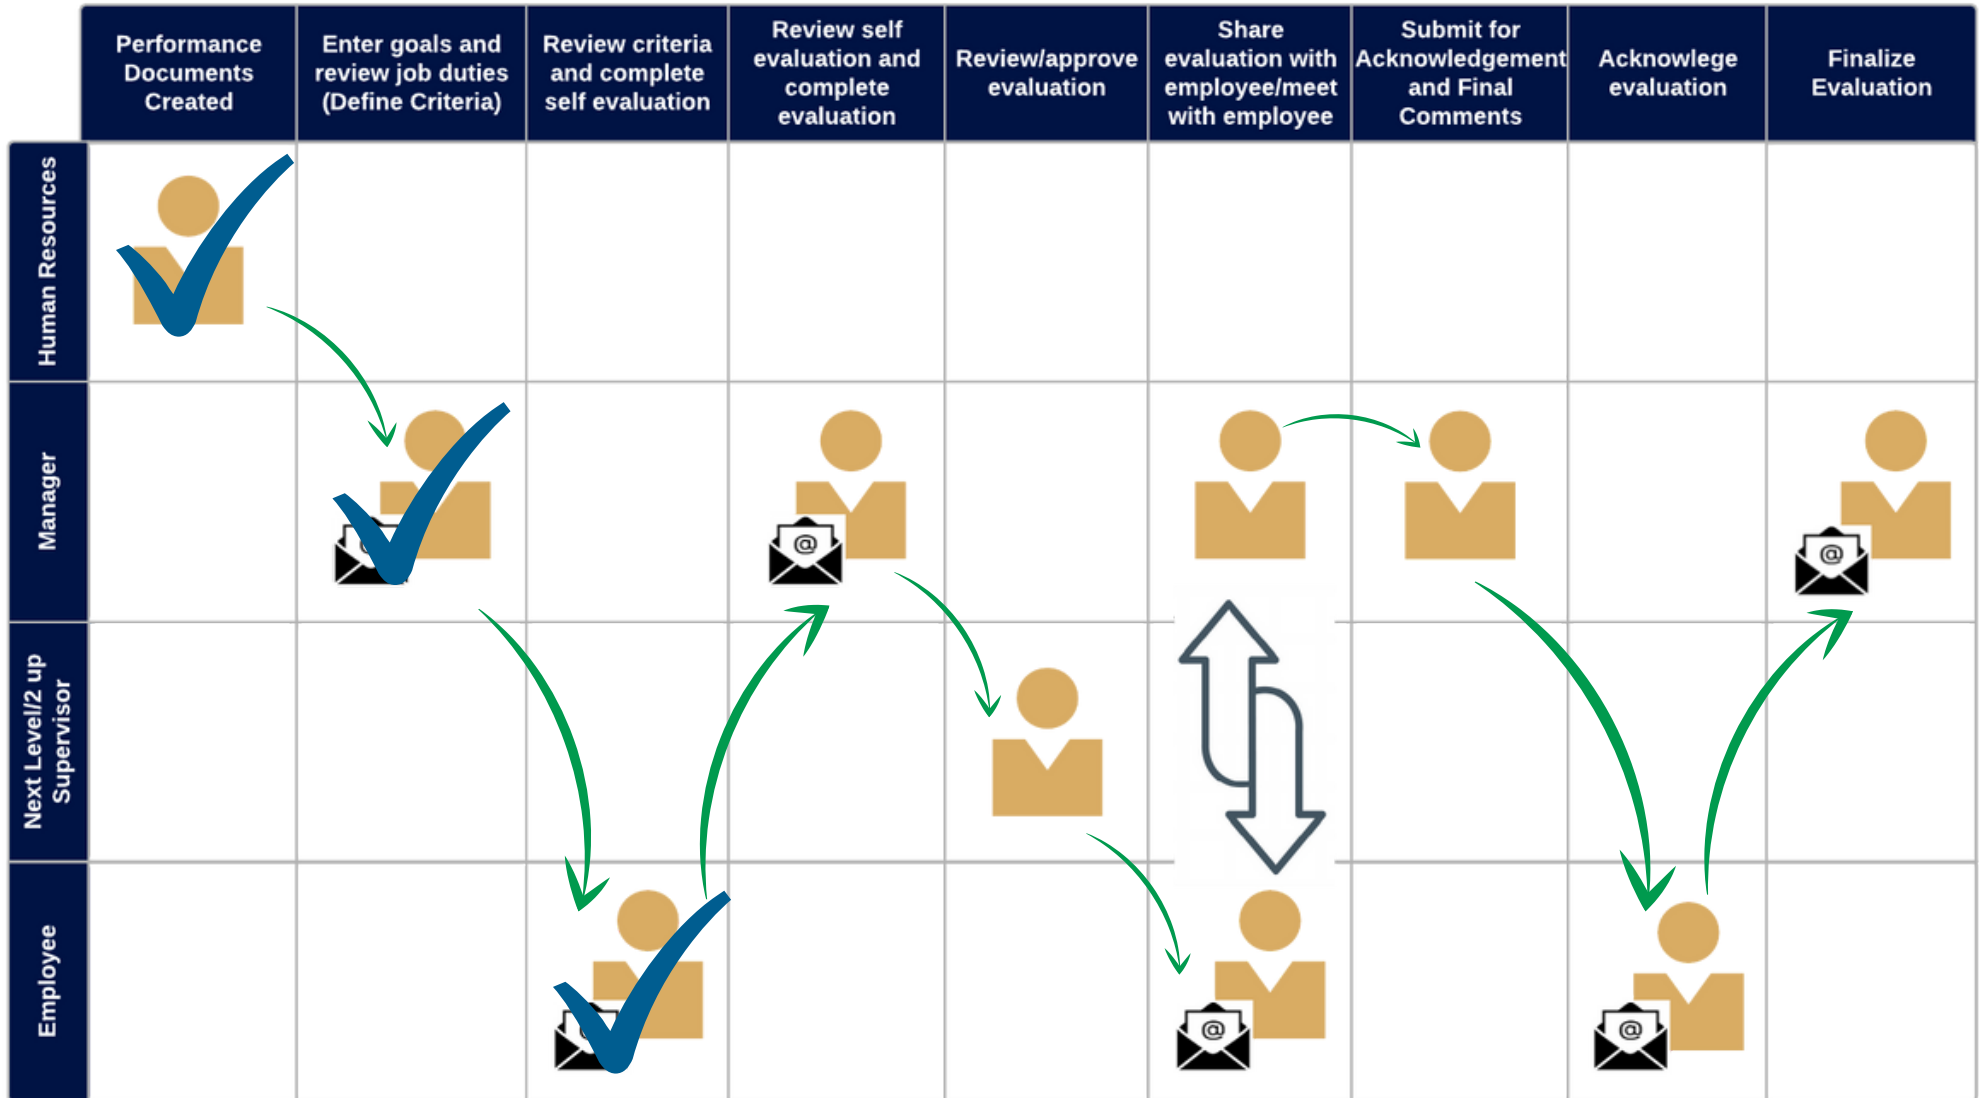 Performance
Documents
Created
Enter goals and
review job duties
(Define Criteria)
Review criteria
and complete
self evaluation
Review self
evaluation and
complete
evaluation
Review/approve
evaluation
Share
evaluation with
employee/meet
with employee
Submit for
Acknowledgement
and Final
Comments
Acknowlege
evaluation
Finalize
Evaluation
Human Resources
Manager
@
@
@
Next Level/2 up
Supervisor
Employee
@
@
@